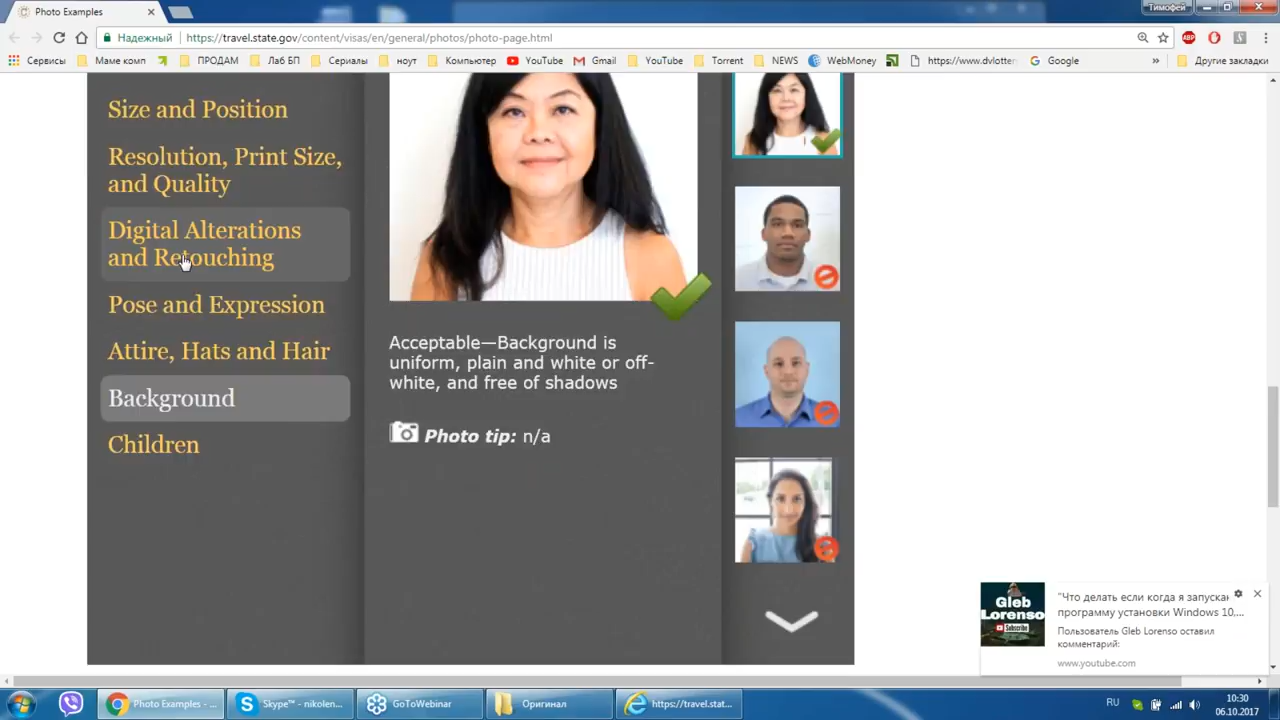 Photo Examples
Тимофей
Надежный
https://travel.state.gov/content/visas/en/general/photos/photo-page.html
Сервисы
Маме комп
ПРОДАМ
Лаб БП
Сериалы
ноут
Компьютер
YouTube
Gmail
YouTube
Torrent
NEWS
WebMoney
https://www.dvlotter
Google
»
Другие закладки
Size and Position
Resolution, Print Size,
and Quality
Digital Alterations
and Retouching
Pose and Expression
Attire, Hats and Hair
Background
Children
Acceptable—Background is
uniform, plain and white or off-
white, and free of shadows
Photo tip: n/a
Gleb
Lorenso
Subscribe
"Что делать если когда я запускаю
программу установки Windows 10,...
Пользователь Gleb Lorenso оставил
комментарий:
www.youtube.com
Photo Examples - ...
Skype™ - nikolen...
GoToWebinar
Оригинал
https://travel.stat...
RU
10:30
06.10.2017